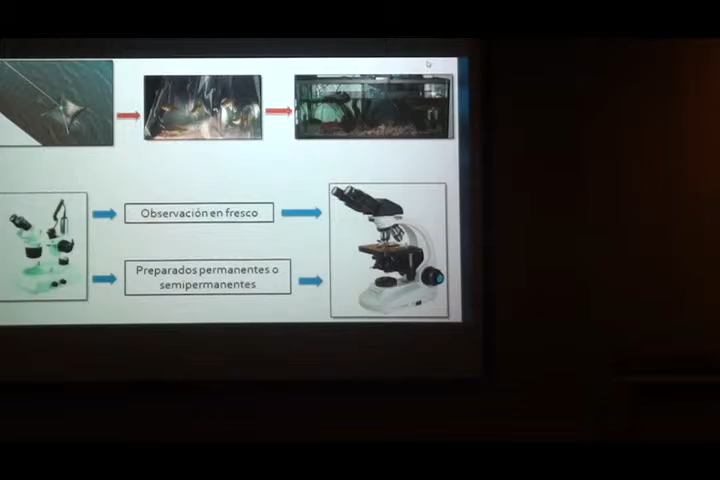 Observación en fresco
Preparados permanentes o
semipermanentes